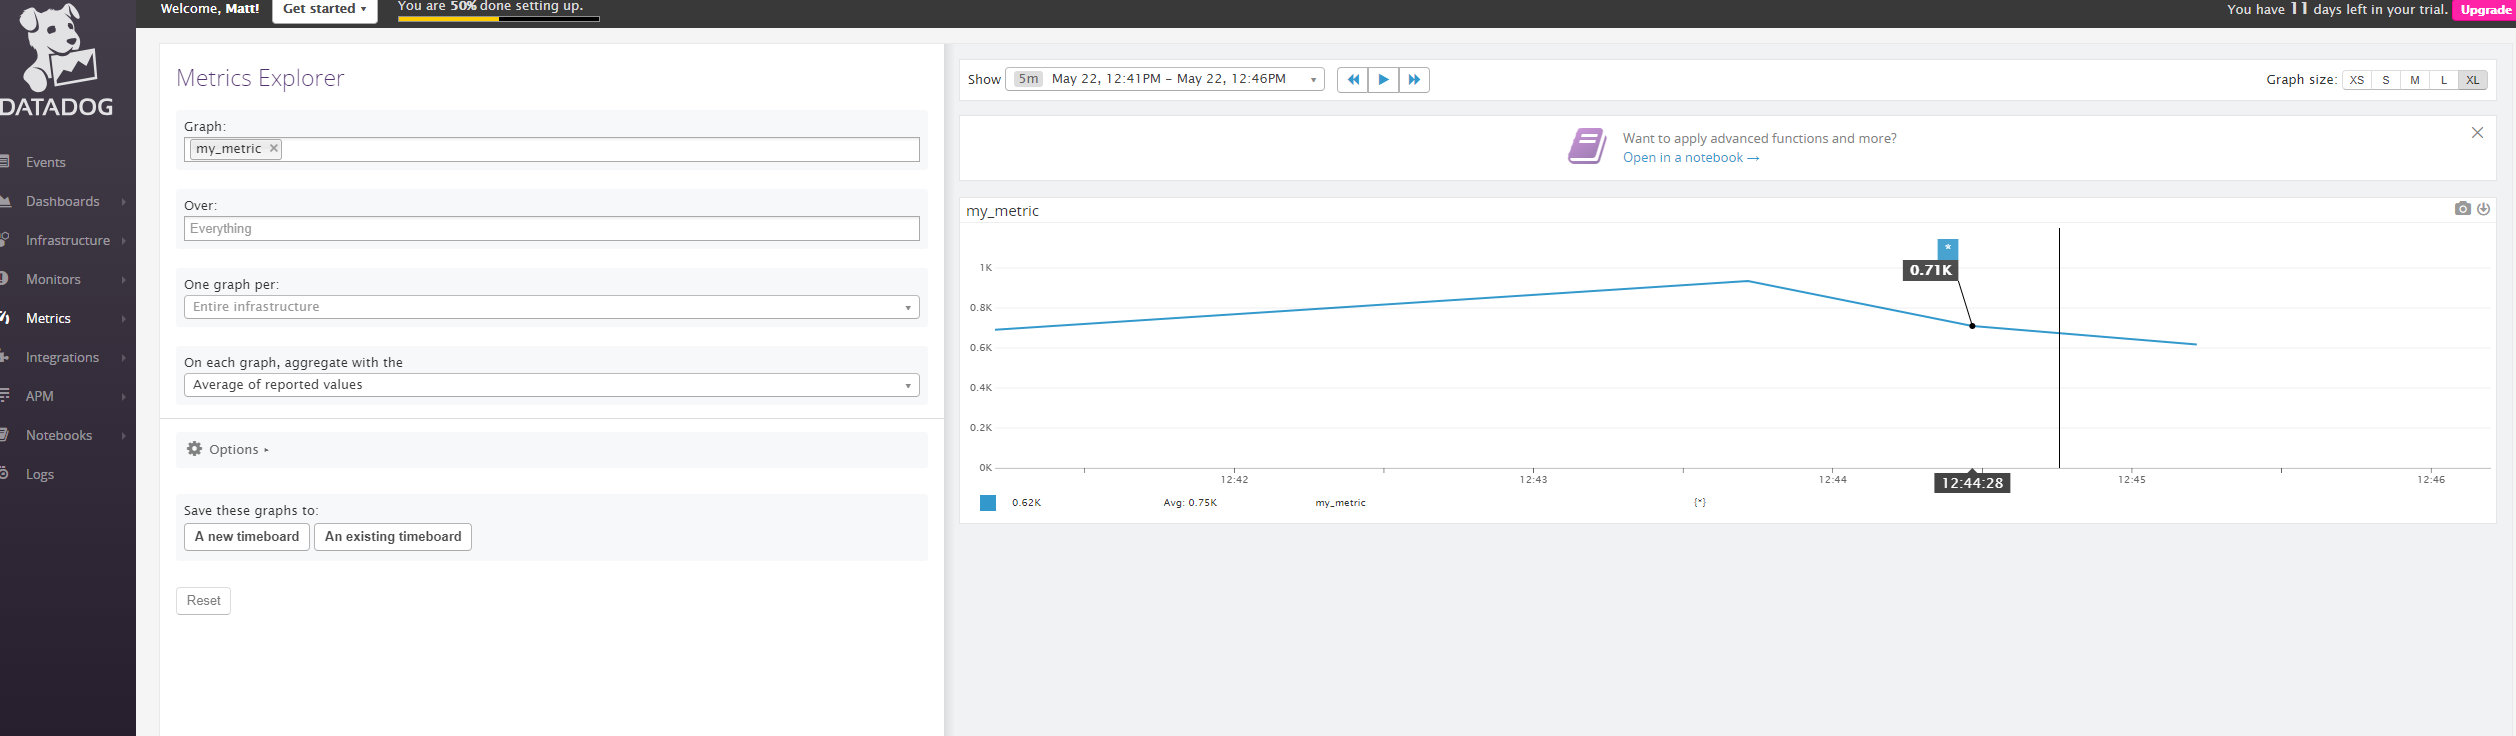 Welcome, Matt!
Get started
You are 50% done setting up.
You have 11 days left in your trial.
Upgrade
DATADOG
Events
Dashboards
Infrastructure
Monitors
Metrics
Integrations
APM
Notebooks
Logs
Metrics Explorer
Graph:
my_metric ×
Over:
Everything
One graph per:
Entire infrastructure
On each graph, aggregate with the
Average of reported values
Options
Save these graphs to:
A new timeboard
An existing timeboard
Reset
Show 5m May 22, 12:41PM - May 22, 12:46PM
Graph size: XS S M L XL
Want to apply advanced functions and more?
Open in a notebook →
my_metric
*
0.71K
1K
0.8K
0.6K
0.4K
0.2K
0K
12:42 12:43 12:44 12:44:28 12:45 12:46
0.62K Avg: 0.75K my_metric {*}